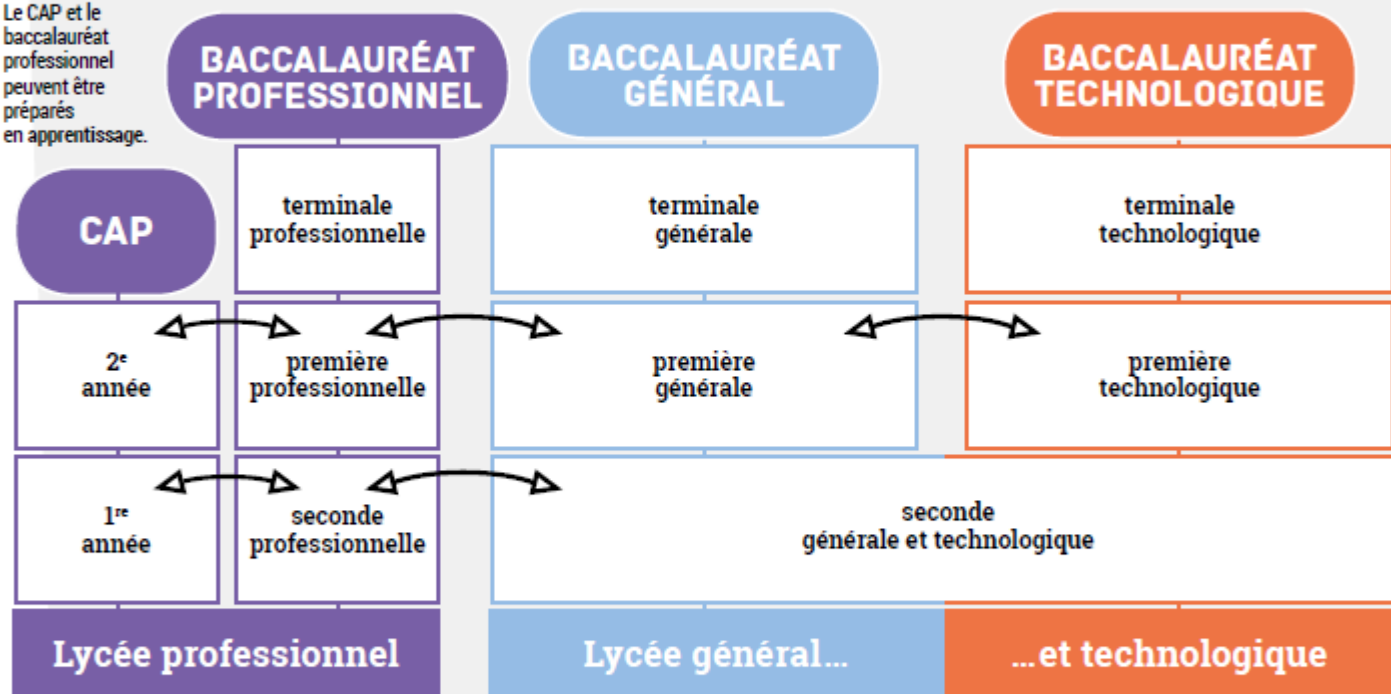 Le CAP et le
baccalauréat
professionnel
peuvent être
préparés
en apprentissage.
BACCALAURÉAT
PROFESSIONNEL
BACCALAURÉAT
GÉNÉRAL
BACCALAURÉAT
TECHNOLOGIQUE
CAP
terminale
professionnelle
terminale
générale
terminale
technologique
2e
année
première
professionnelle
première
générale
première
technologique
1re
année
seconde
professionnelle
seconde
générale et technologique
Lycée professionnel
Lycée général...
...et technologique